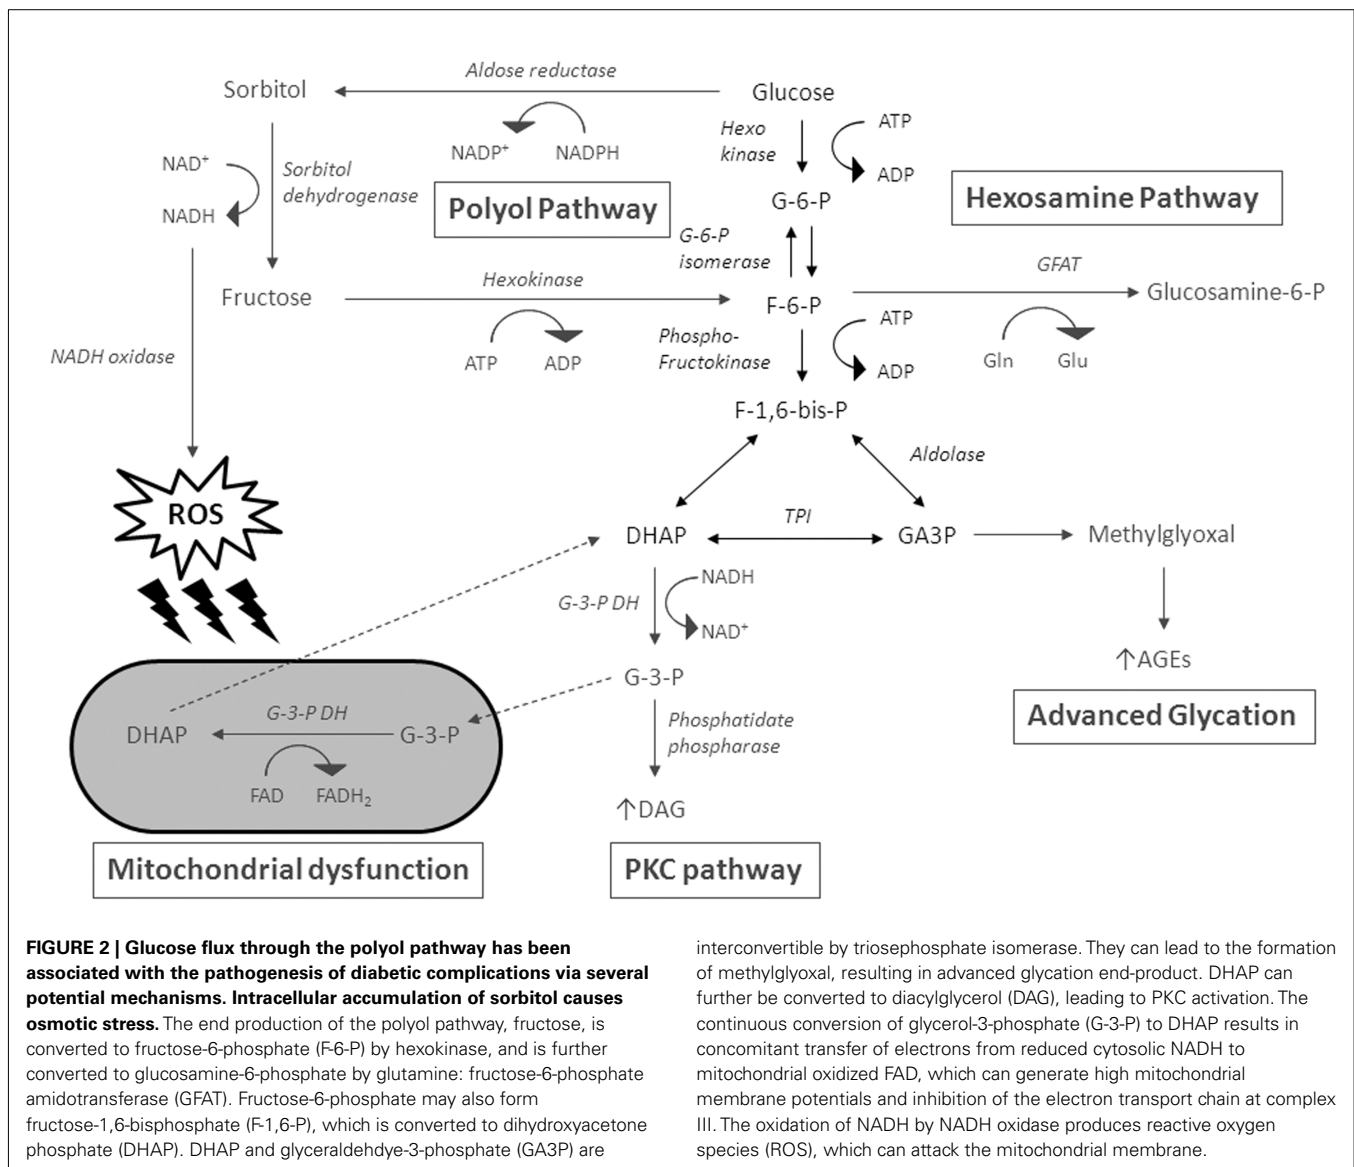 Aldose reductase
Sorbitol
Glucose
NADP⁺
NADPH
Hexo
kinase
ATP
ADP
NAD⁺
NADH
Sorbitol
dehydrogenase
Polyol Pathway
G-6-P
Hexosamine Pathway
G-6-P
isomerase
Fructose
Hexokinase
ATP
ADP
F-6-P
GFAT
Glucosamine-6-P
Gln
Glu
NADH oxidase
Phospho-
Fructokinase
ATP
ADP
F-1,6-bis-P
Aldolase
ROS
DHAP
TPI
GA3P
Methylglyoxal
G-3-P DH
NADH
NAD⁺
↑AGEs
Advanced Glycation
G-3-P
DHAP
G-3-P DH
G-3-P
FAD
FADH₂
Phosphatidate
phospharase
↑DAG
Mitochondrial dysfunction
PKC pathway
FIGURE 2 | Glucose flux through the polyol pathway has been
associated with the pathogenesis of diabetic complications via several
potential mechanisms. Intracellular accumulation of sorbitol causes
osmotic stress. The end production of the polyol pathway, fructose, is
converted to fructose-6-phosphate (F-6-P) by hexokinase, and is further
converted to glucosamine-6-phosphate by glutamine: fructose-6-phosphate
amidotransferase (GFAT). Fructose-6-phosphate may also form
fructose-1,6-bisphosphate (F-1,6-P), which is converted to dihydroxyacetone
phosphate (DHAP). DHAP and glyceraldehdye-3-phosphate (GA3P) are
interconvertible by triosephosphate isomerase. They can lead to the formation
of methylglyoxal, resulting in advanced glycation end-product. DHAP can
further be converted to diacylglycerol (DAG), leading to PKC activation. The
continuous conversion of glycerol-3-phosphate (G-3-P) to DHAP results in
concomitant transfer of electrons from reduced cytosolic NADH to
mitochondrial oxidized FAD, which can generate high mitochondrial
membrane potentials and inhibition of the electron transport chain at complex
III. The oxidation of NADH by NADH oxidase produces reactive oxygen
species (ROS), which can attack the mitochondrial membrane.